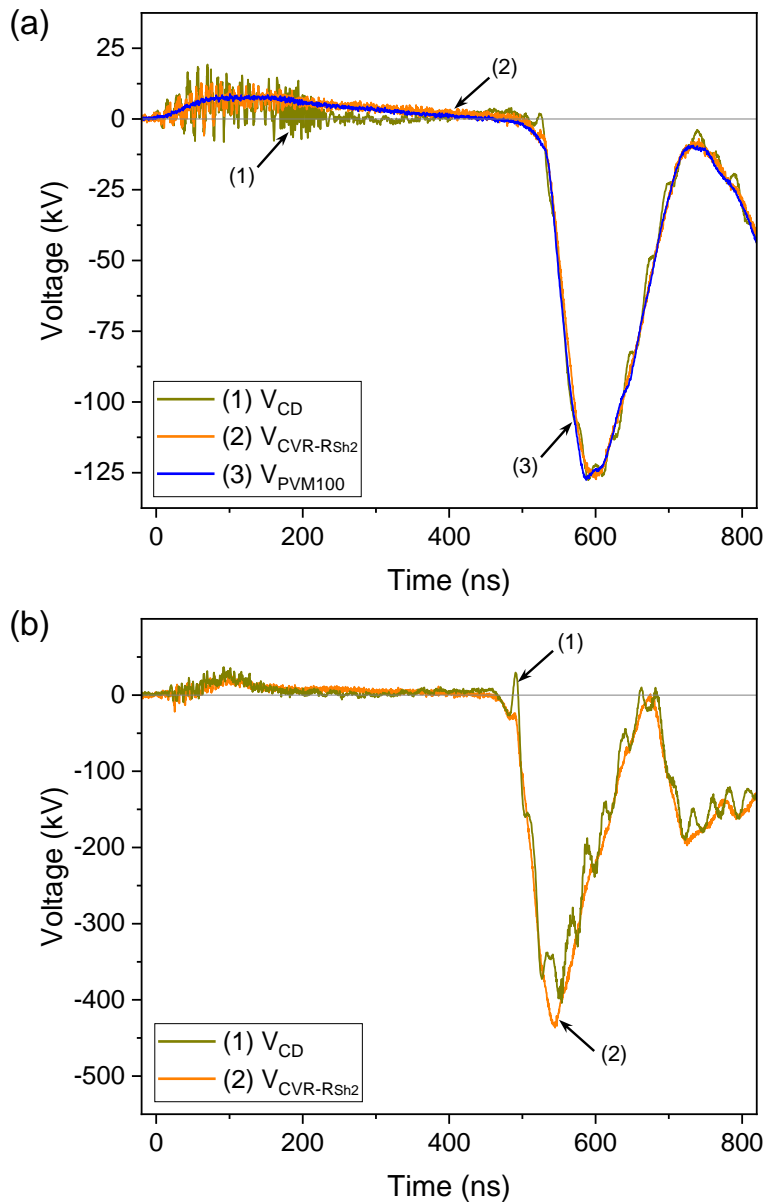 (a)
25
0
-25
-50
-75
-100
-125
Voltage (kV)
(1)
(2)
(3)
(1) V_CD
(2) V_CVR-RSh2
(3) V_PVM100
0 200 400 600 800
Time (ns)
(b)
0
-100
-200
-300
-400
-500
Voltage (kV)
(1)
(2)
(1) V_CD
(2) V_CVR-RSh2
0 200 400 600 800
Time (ns)